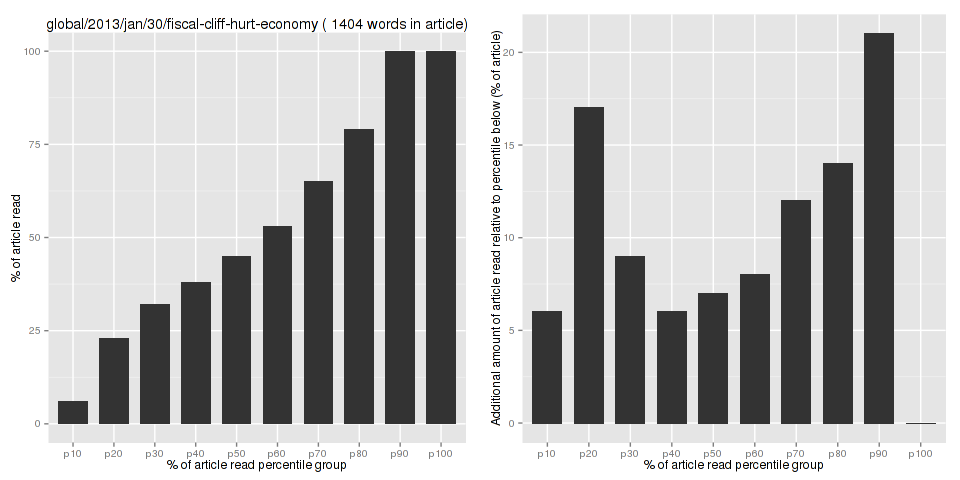 global/2013/jan/30/fiscal-cliff-hurt-economy ( 1404 words in article)
% of article read
100
75
50
25
0
p10 p20 p30 p40 p50 p60 p70 p80 p90 p100
% of article read percentile group
Additional amount of article read relative to percentile below (% of article)
20
15
10
5
0
p10 p20 p30 p40 p50 p60 p70 p80 p90 p100
% of article read percentile group